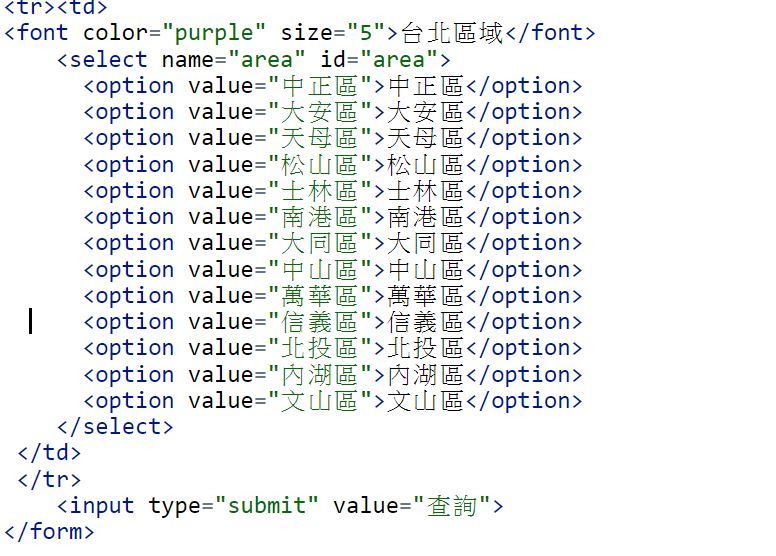 <tr><td>
<font color="purple" size="5">台北區域</font>
<select name="area" id="area">
<option value="中正區">中正區</option>
<option value="大安區">大安區</option>
<option value="天母區">天母區</option>
<option value="松山區">松山區</option>
<option value="士林區">士林區</option>
<option value="南港區">南港區</option>
<option value="大同區">大同區</option>
<option value="中山區">中山區</option>
<option value="萬華區">萬華區</option>
<option value="信義區">信義區</option>
<option value="北投區">北投區</option>
<option value="內湖區">內湖區</option>
<option value="文山區">文山區</option>
</select>
</td>
</tr>
<input type="submit" value="查詢">
</form>